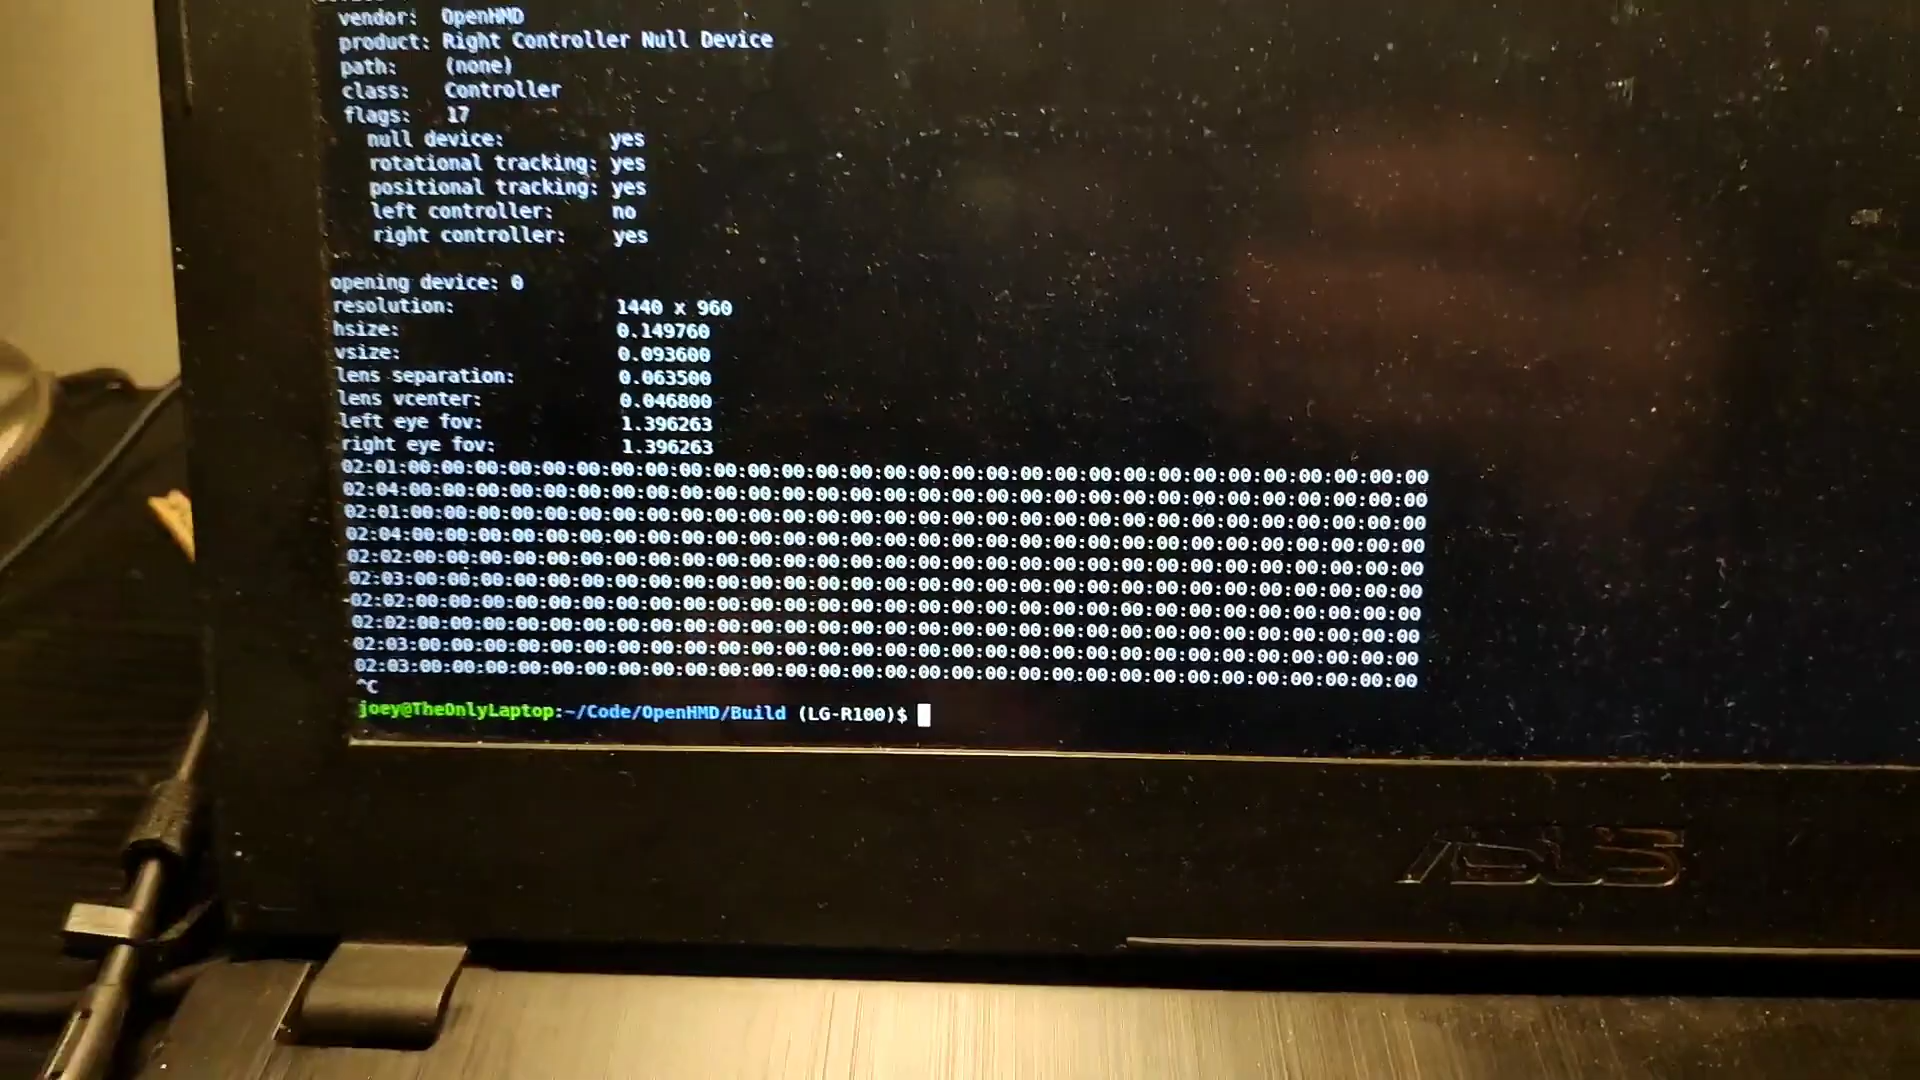 vendor: OpenHMD
product: Right Controller Null Device
path: (none)
class: Controller
flags: 17
null device: yes
rotational tracking: yes
positional tracking: yes
left controller: no
right controller: yes
opening device: 0
resolution: 1440 x 960
hsize: 0.149760
vsize: 0.093600
lens separation: 0.063500
lens vcenter: 0.046800
left eye fov: 1.396263
right eye fov: 1.396263
02:01:00:00:00:00:00:00:00:00:00:00:00:00:00:00:00:00:00:00:00:00:00:00:00:00:00:00:00:00:00:00
02:04:00:00:00:00:00:00:00:00:00:00:00:00:00:00:00:00:00:00:00:00:00:00:00:00:00:00:00:00:00:00
02:01:00:00:00:00:00:00:00:00:00:00:00:00:00:00:00:00:00:00:00:00:00:00:00:00:00:00:00:00:00:00
02:04:00:00:00:00:00:00:00:00:00:00:00:00:00:00:00:00:00:00:00:00:00:00:00:00:00:00:00:00:00:00
02:02:00:00:00:00:00:00:00:00:00:00:00:00:00:00:00:00:00:00:00:00:00:00:00:00:00:00:00:00:00:00
02:03:00:00:00:00:00:00:00:00:00:00:00:00:00:00:00:00:00:00:00:00:00:00:00:00:00:00:00:00:00:00
02:02:00:00:00:00:00:00:00:00:00:00:00:00:00:00:00:00:00:00:00:00:00:00:00:00:00:00:00:00:00:00
02:02:00:00:00:00:00:00:00:00:00:00:00:00:00:00:00:00:00:00:00:00:00:00:00:00:00:00:00:00:00:00
02:03:00:00:00:00:00:00:00:00:00:00:00:00:00:00:00:00:00:00:00:00:00:00:00:00:00:00:00:00:00:00
02:03:00:00:00:00:00:00:00:00:00:00:00:00:00:00:00:00:00:00:00:00:00:00:00:00:00:00:00:00:00:00
^C
joey@TheOnlyLaptop:~/Code/OpenHMD/Build (LG-R100)$
ASUS